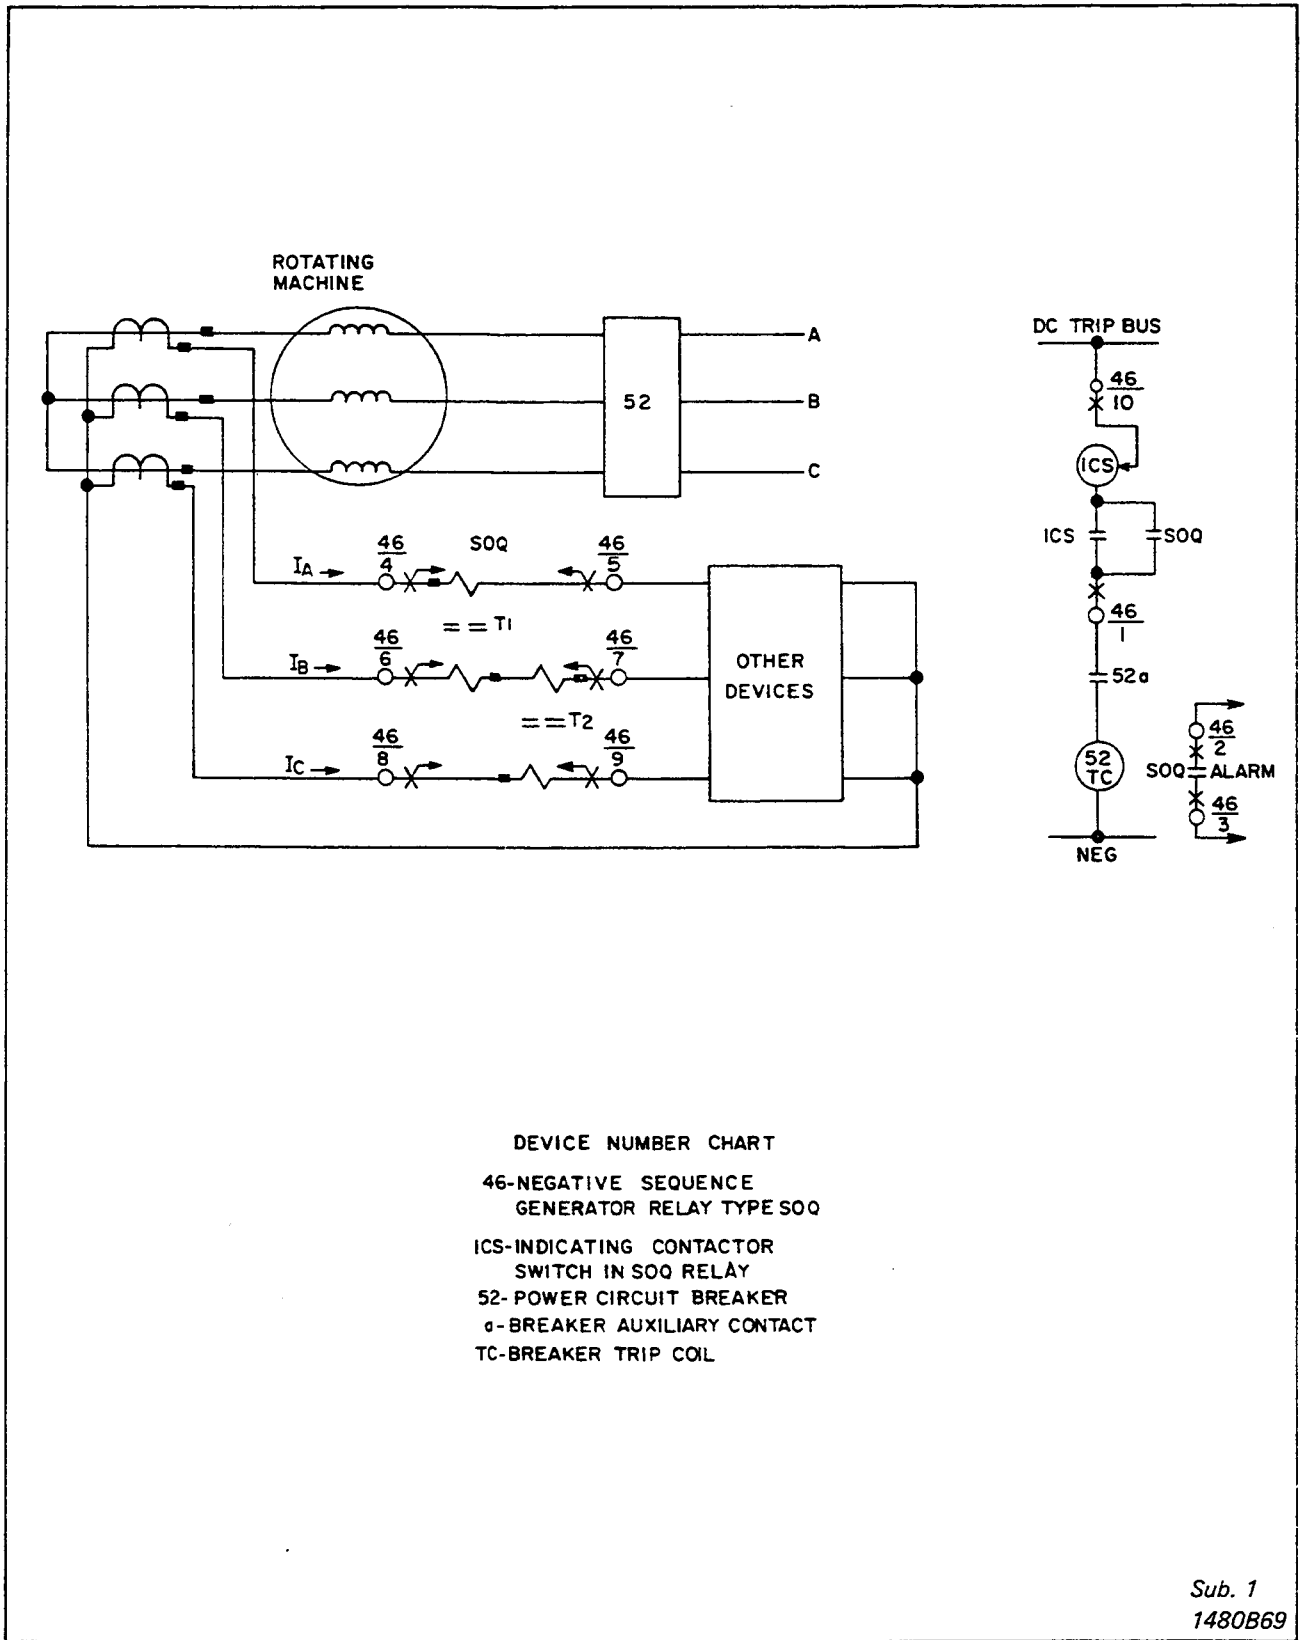 ROTATING
MACHINE
A
52
B
C
DC TRIP BUS
46
10
ICS
ICS
SOQ
46
1
52a
52
TC
NEG
46
2
SOQ
ALARM
46
3
IA
46
4
SOQ
46
5
== T1
IB
46
6
46
7
OTHER
DEVICES
== T2
IC
46
8
46
9
DEVICE NUMBER CHART
46-NEGATIVE SEQUENCE
GENERATOR RELAY TYPE SOQ
ICS-INDICATING CONTACTOR
SWITCH IN SOQ RELAY
52- POWER CIRCUIT BREAKER
a-BREAKER AUXILIARY CONTACT
TC-BREAKER TRIP COIL
Sub. 1
1480B69